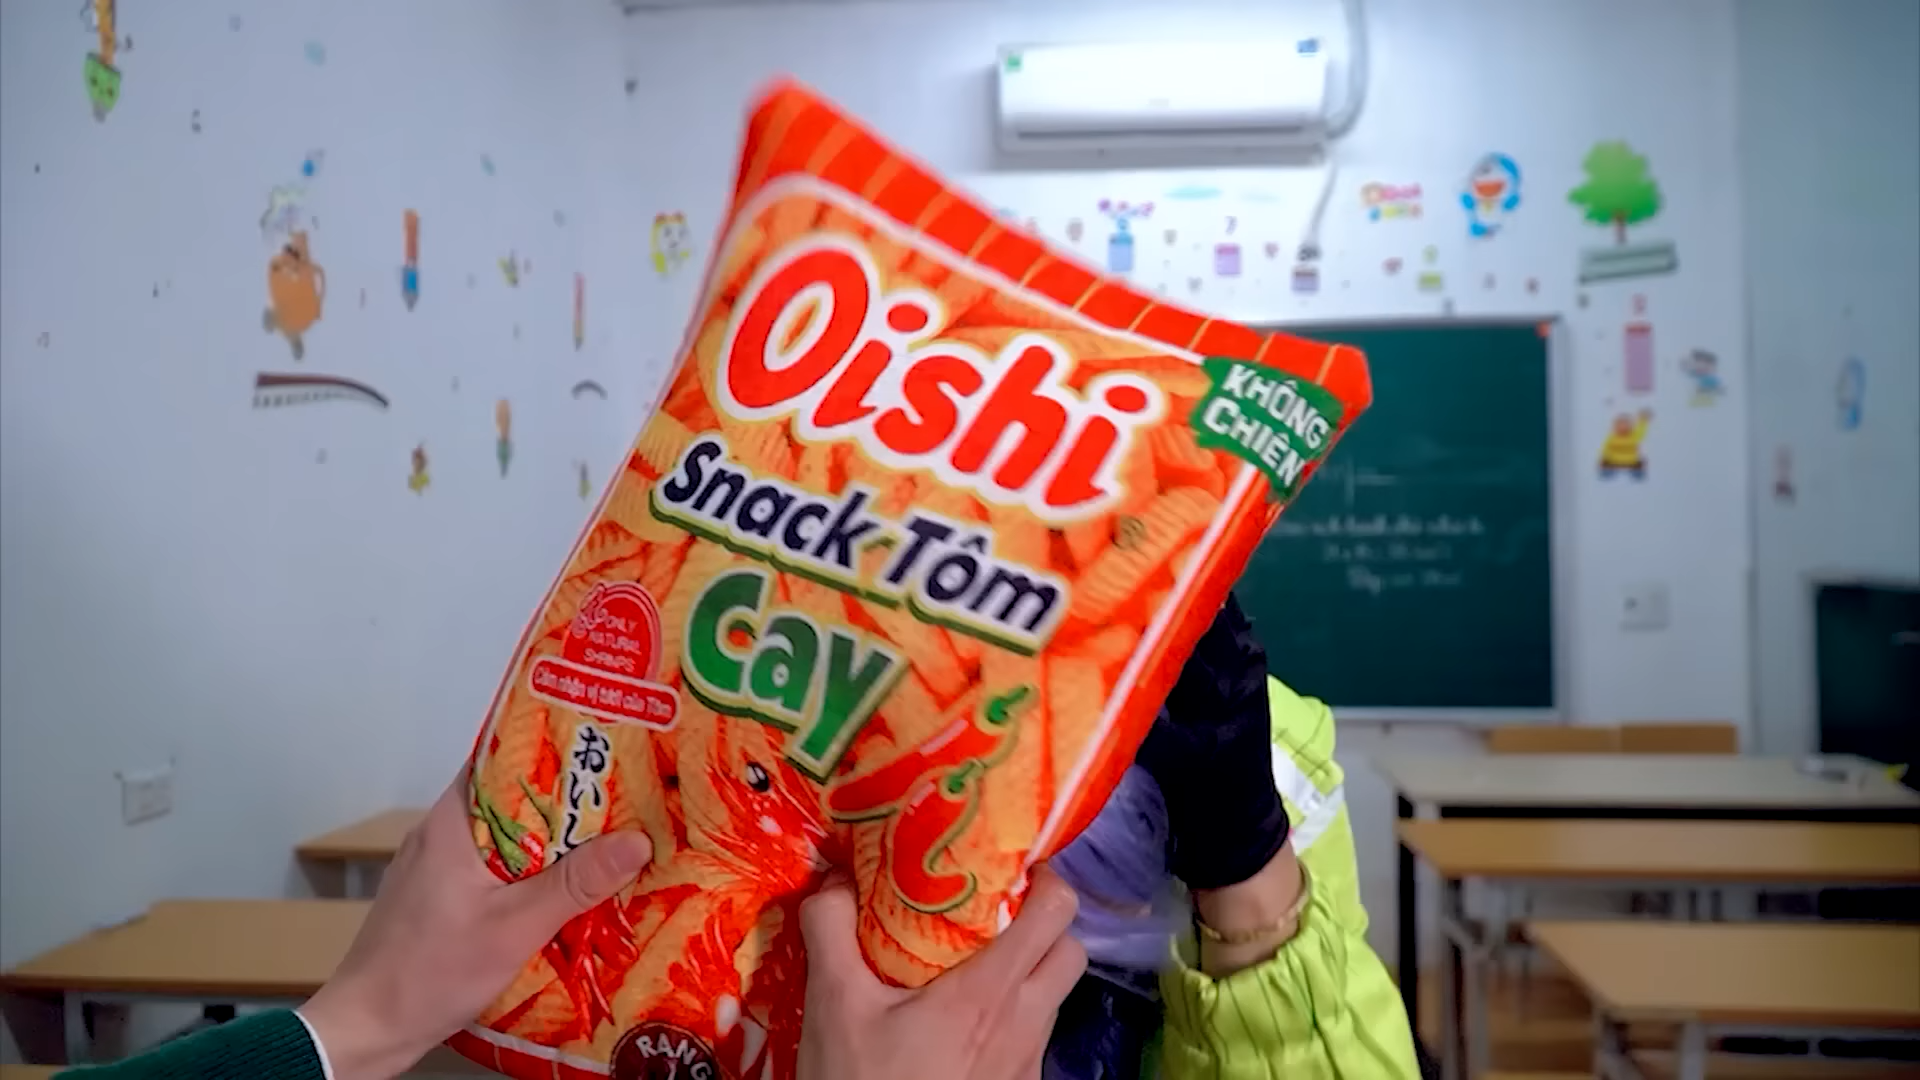 Oishi
®
KHÔNG
CHIÊN
Snack Tôm
Cay
ONLY
NATURAL
SHRIMPS
Cảm nhận vị tươi của Tôm
おいし
RANG